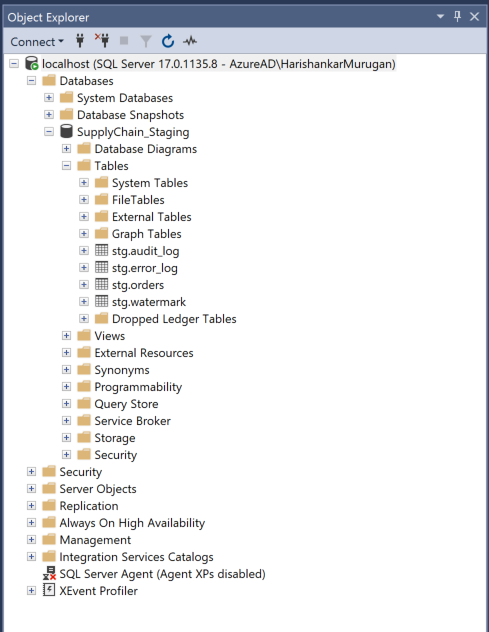 Object Explorer
Connect
localhost (SQL Server 17.0.1135.8 - AzureAD\HarishankarMurugan)
Databases
System Databases
Database Snapshots
SupplyChain_Staging
Database Diagrams
Tables
System Tables
FileTables
External Tables
Graph Tables
stg.audit_log
stg.error_log
stg.orders
stg.watermark
Dropped Ledger Tables
Views
External Resources
Synonyms
Programmability
Query Store
Service Broker
Storage
Security
Security
Server Objects
Replication
Always On High Availability
Management
Integration Services Catalogs
SQL Server Agent (Agent XPs disabled)
XEvent Profiler